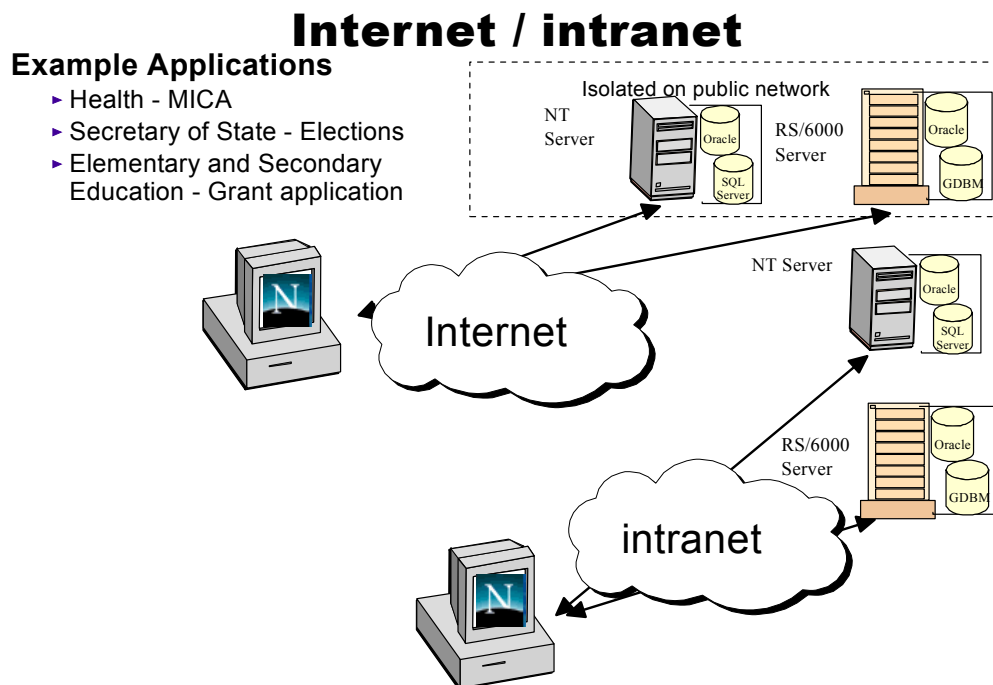 Internet / intranet
Example Applications
► Health - MICA
► Secretary of State - Elections
► Elementary and Secondary
Education - Grant application
Isolated on public network
NT
Server
Oracle
SQL
Server
RS/6000
Server
Oracle
GDBM
N
Internet
NT Server
Oracle
SQL
Server
RS/6000
Server
Oracle
GDBM
intranet
N